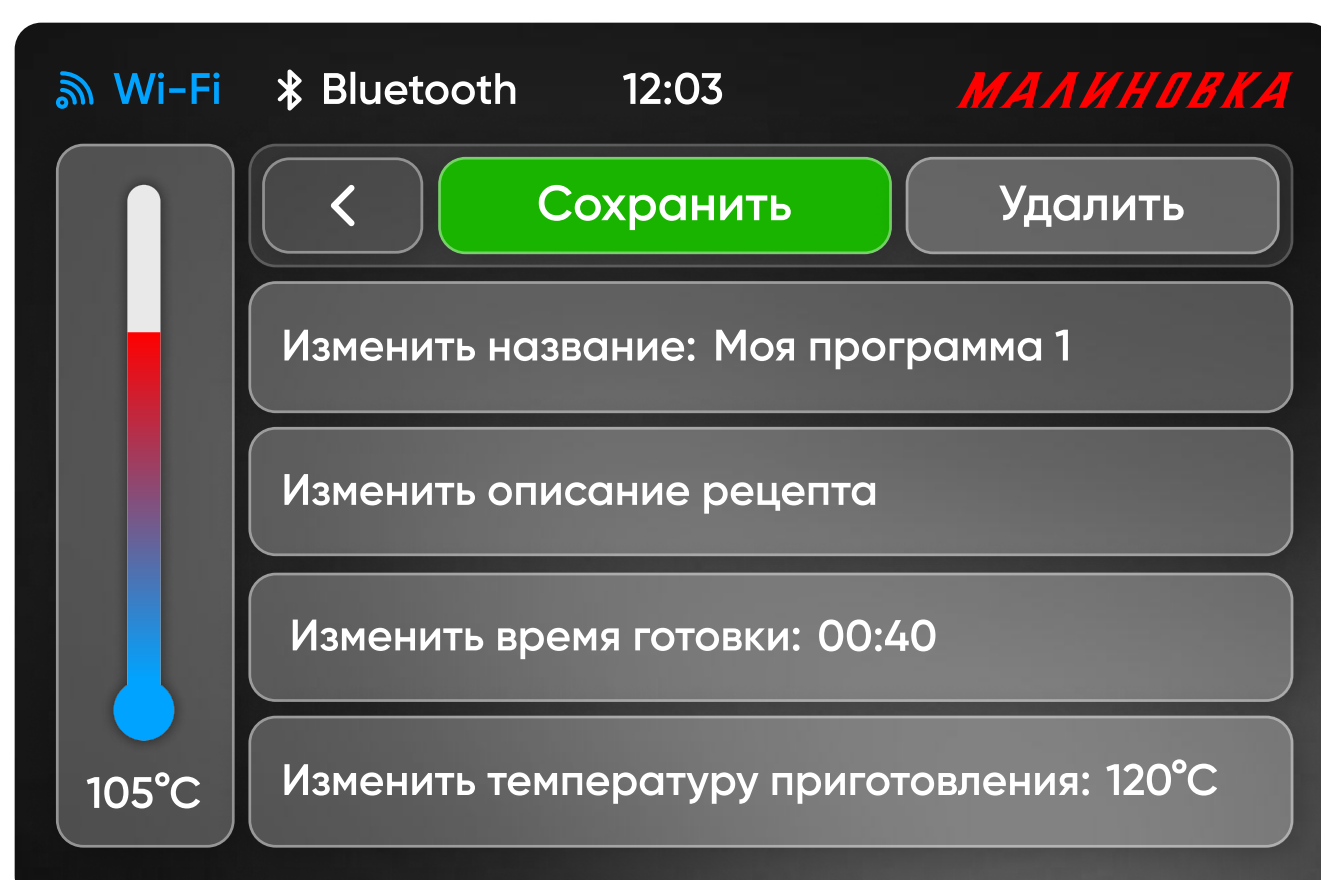 Wi-Fi Bluetooth 12:03 МАЛИНОВКА
Сохранить Удалить
Изменить название: Моя программа 1
Изменить описание рецепта
Изменить время готовки: 00:40
Изменить температуру приготовления: 120°C
105°C